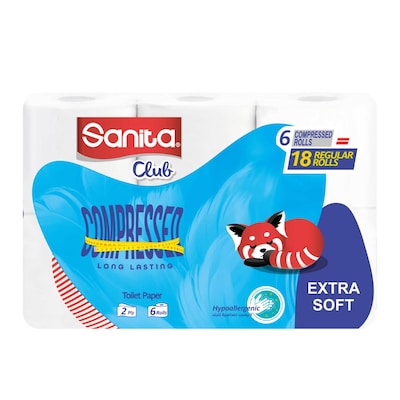 Sanita
Club
6 COMPRESSED ROLLS =
18 REGULAR ROLLS
COMPRESSED
LONG LASTING
Toilet Paper
2 Ply 6 Rolls
Hypoallergenic
EXTRA
SOFT